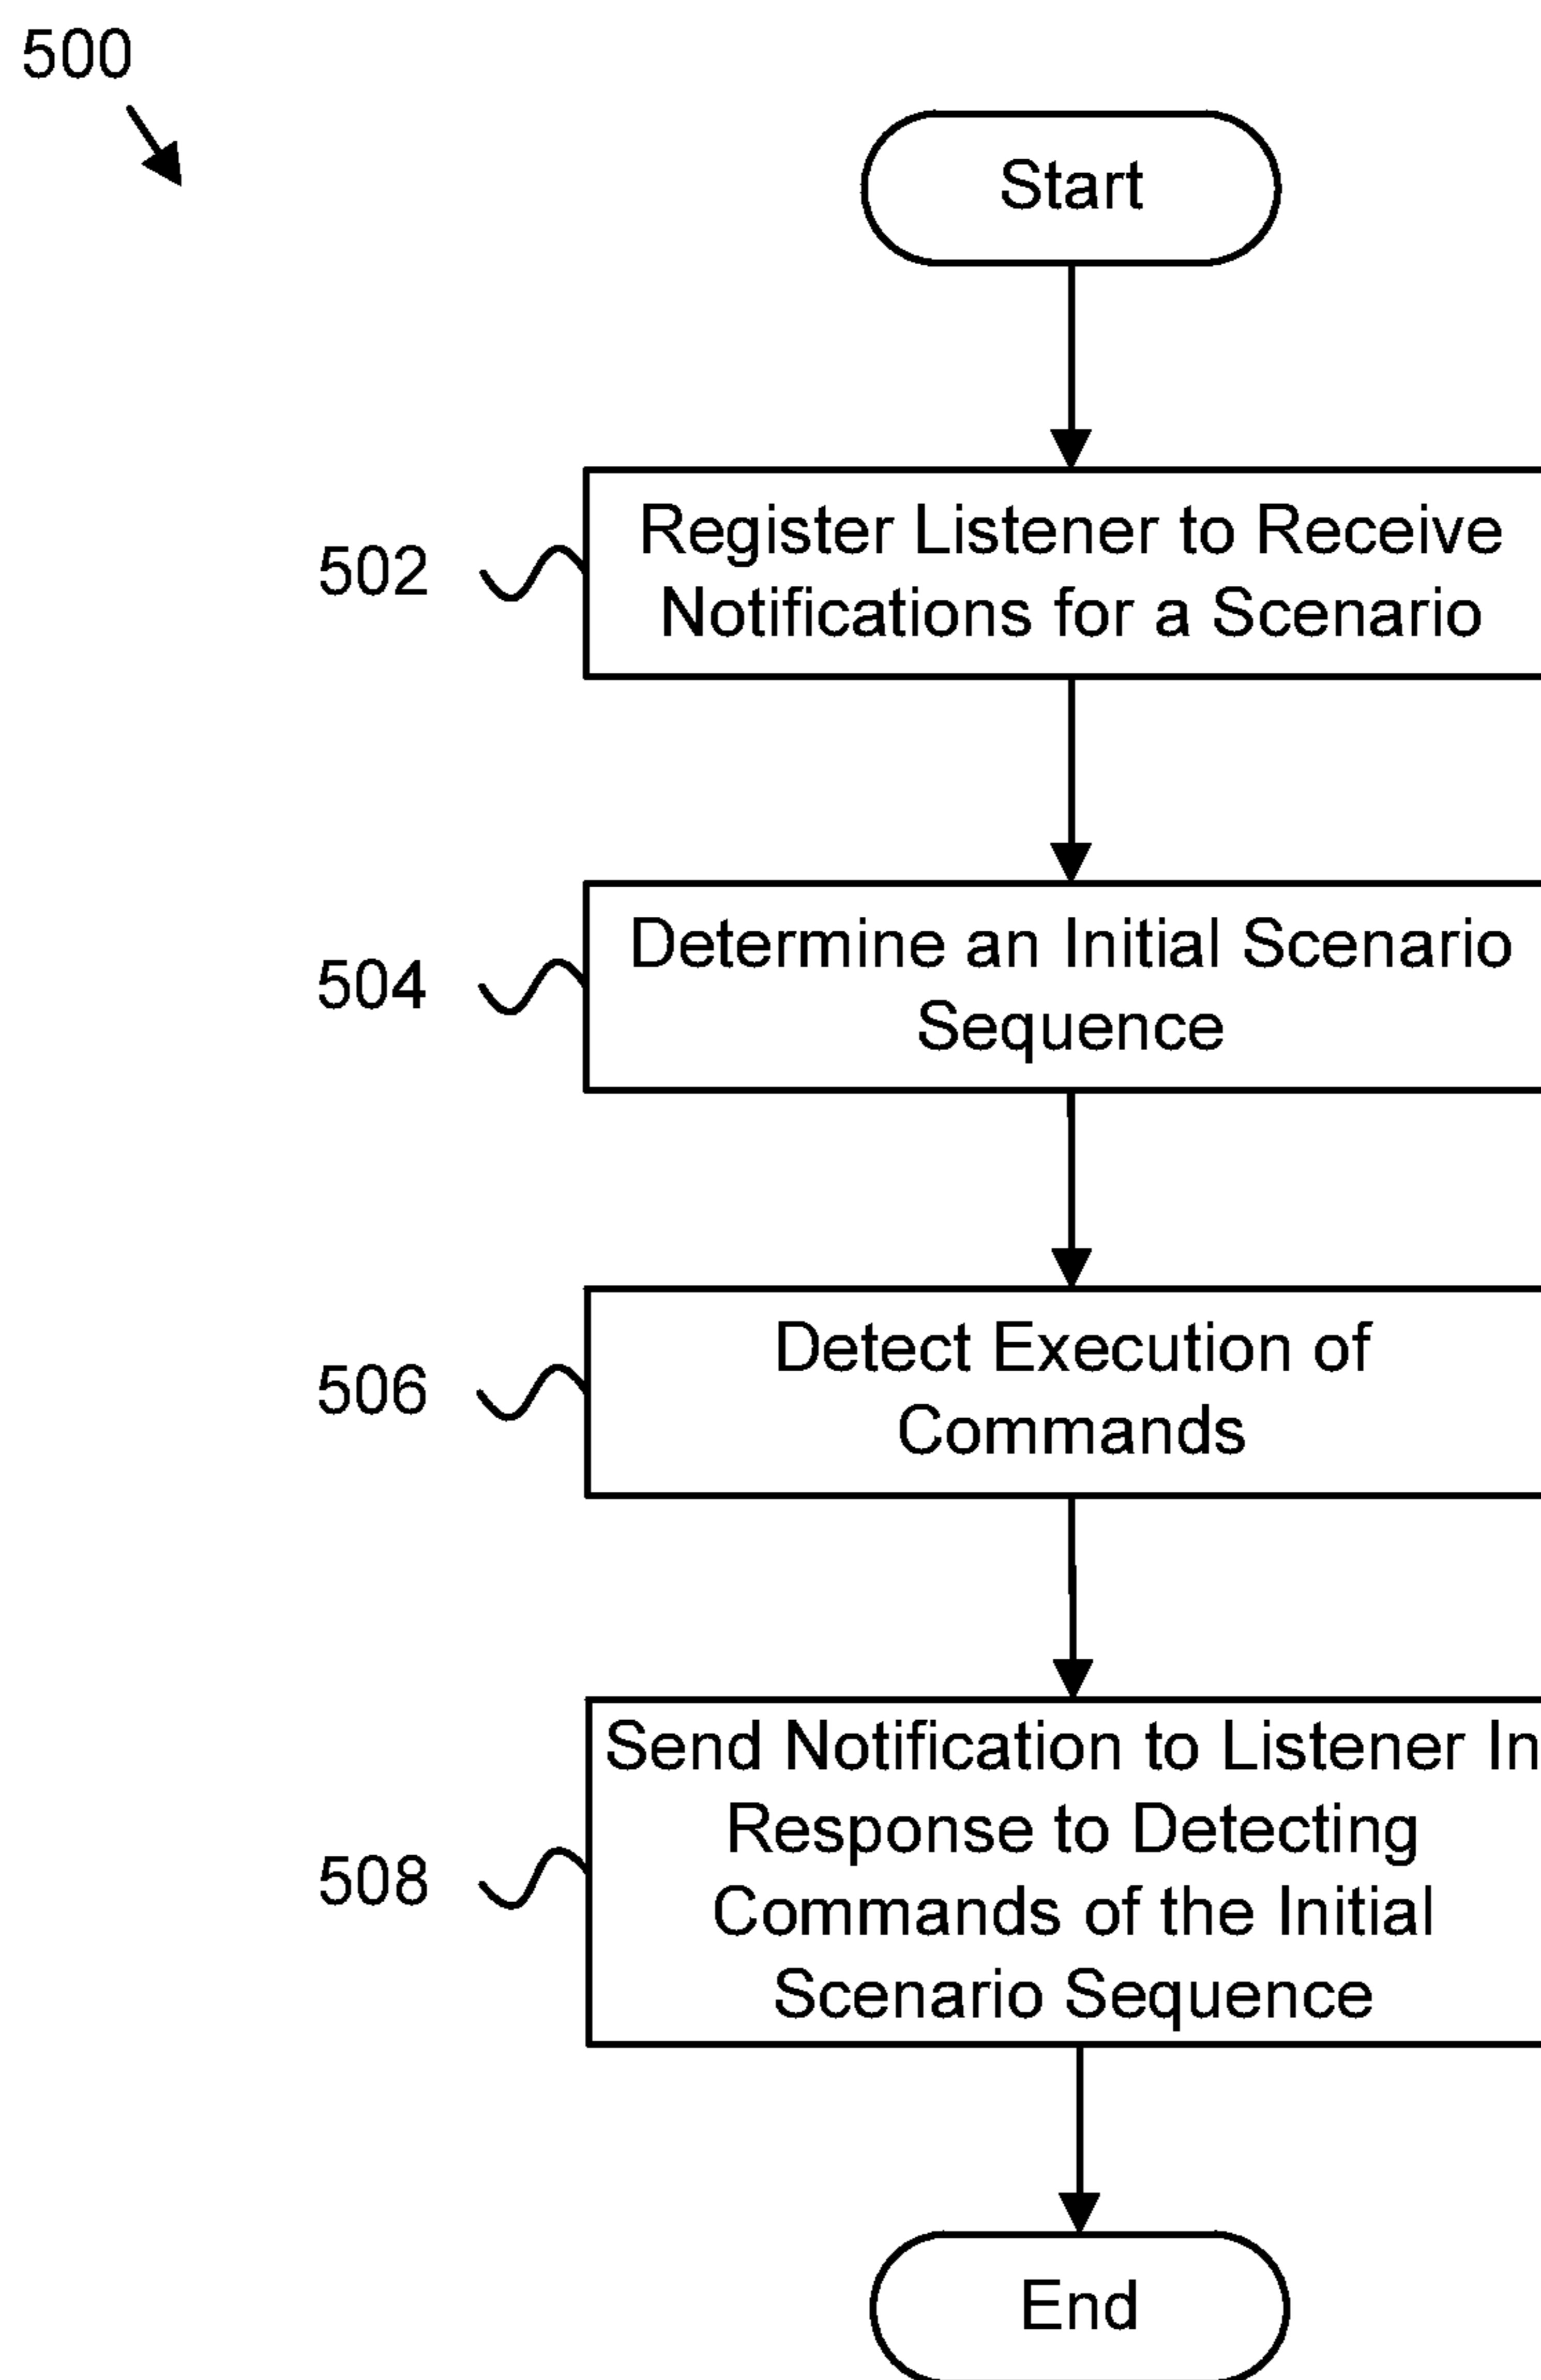 500
Start
502
Register Listener to Receive
Notifications for a Scenario
504
Determine an Initial Scenario
Sequence
506
Detect Execution of
Commands
508
Send Notification to Listener In
Response to Detecting
Commands of the Initial
Scenario Sequence
End